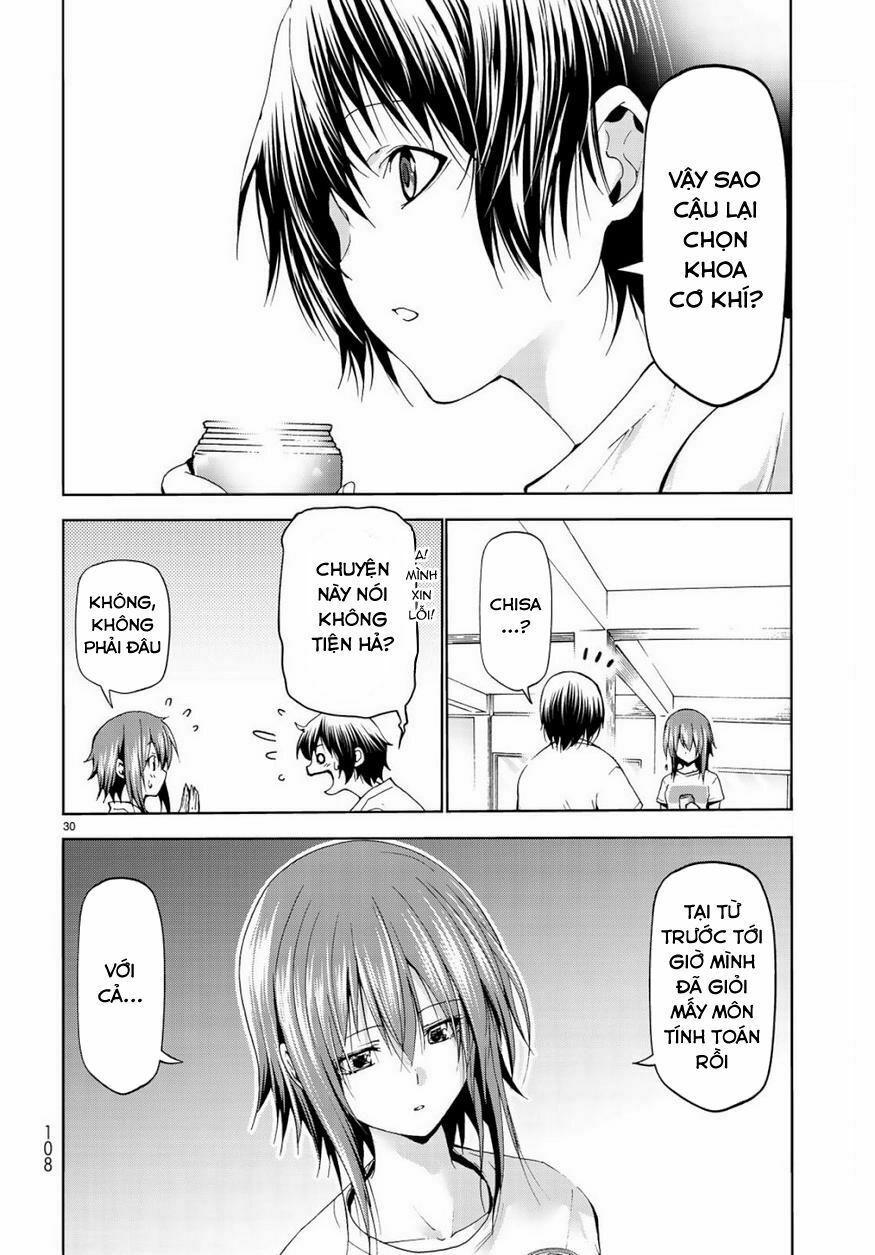 VẬY SAO
CẬU LẠI
CHỌN
KHOA
CƠ KHÍ?
CHISA
...?
A!
MÌNH
XIN
LỖI!
CHUYỆN
NÀY NÓI
KHÔNG
TIỆN HẢ?
KHÔNG,
KHÔNG
PHẢI ĐÂU
30
TẠI TỪ
TRƯỚC TỚI
GIỜ MÌNH
ĐÃ GIỎI
MẤY MÔN
TÍNH TOÁN
RỒI
VỚI
CẢ...
108